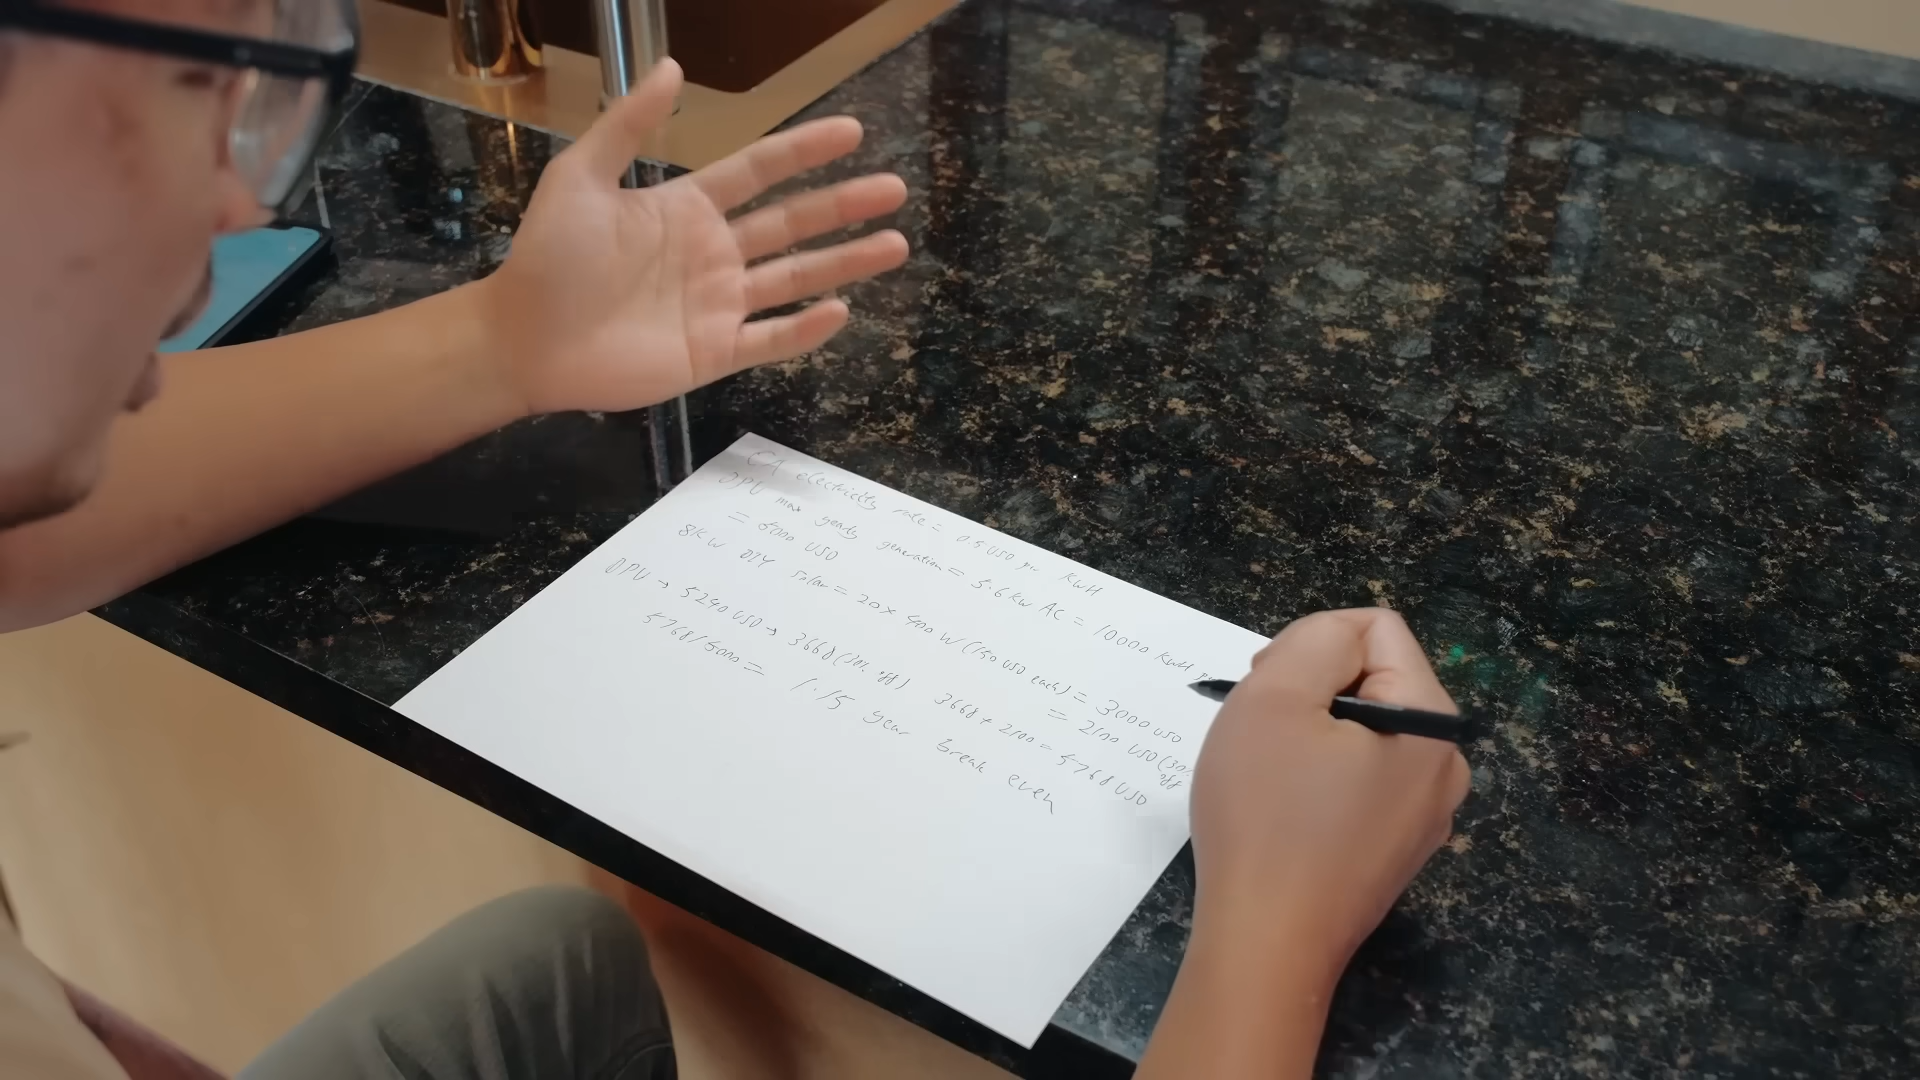 CA electricity rate = 0.5 USD per KWH
DPU max yearly generation = 5.6 kW AC = 10000 KWH per
= 5000 USD
8KW DIY Solar = 20 x 400 W (150 USD each) = 3000 USD
= 2100 USD (30% off
DPU → 5240 USD → 3668 (30% off) 3668 + 2100 = 5768 USD
5768/5000 = 1.15 year break even